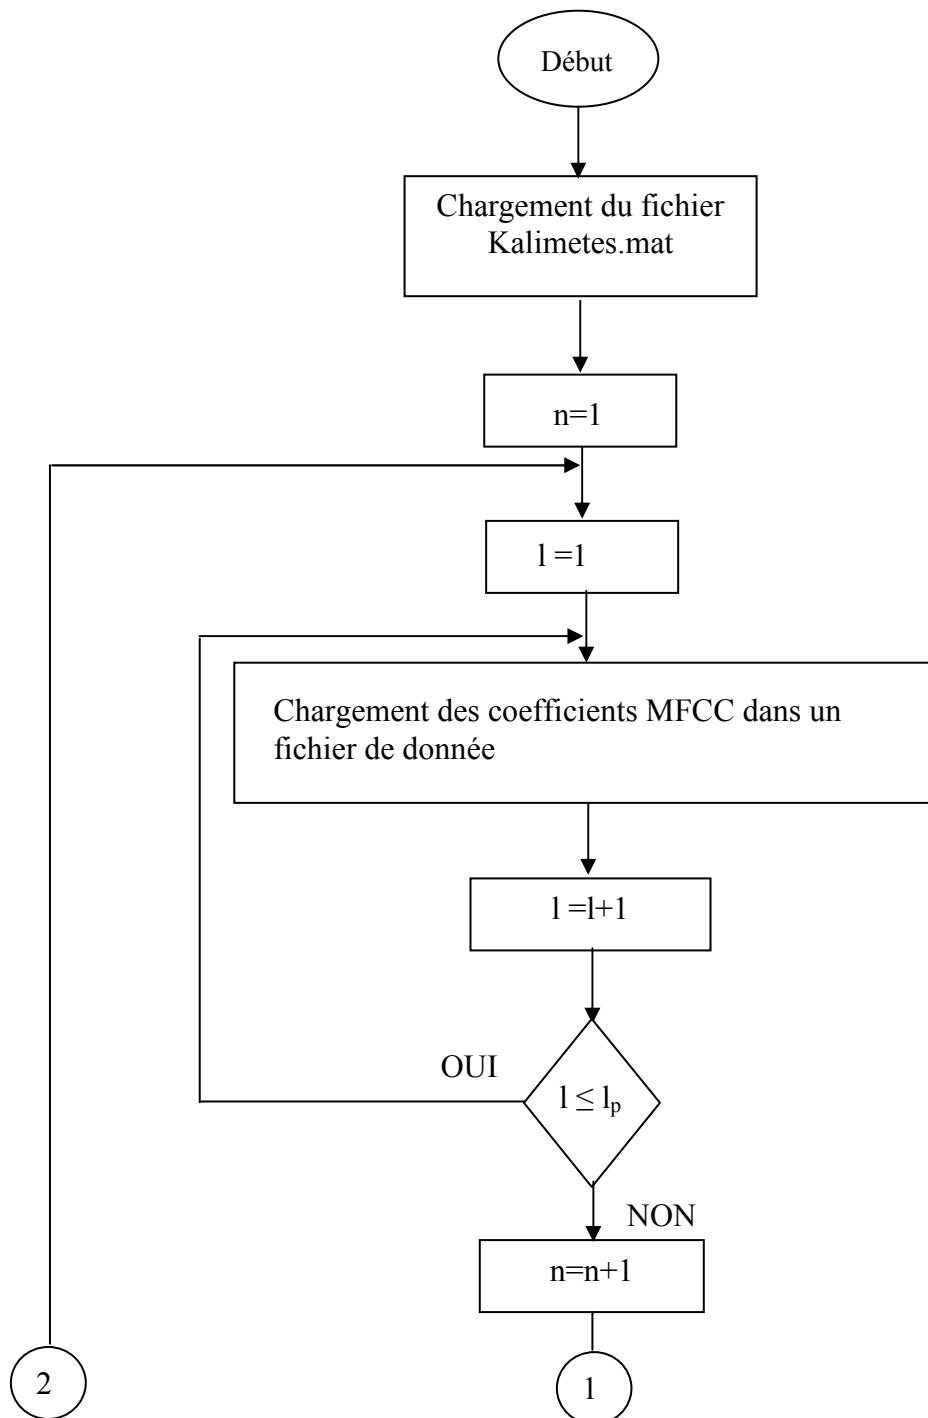 Début
Chargement du fichier
Kalimetes.mat
n=1
l =1
Chargement des coefficients MFCC dans un
fichier de donnée
l =l+1
OUI
l ≤ lₚ
NON
n=n+1
2
1